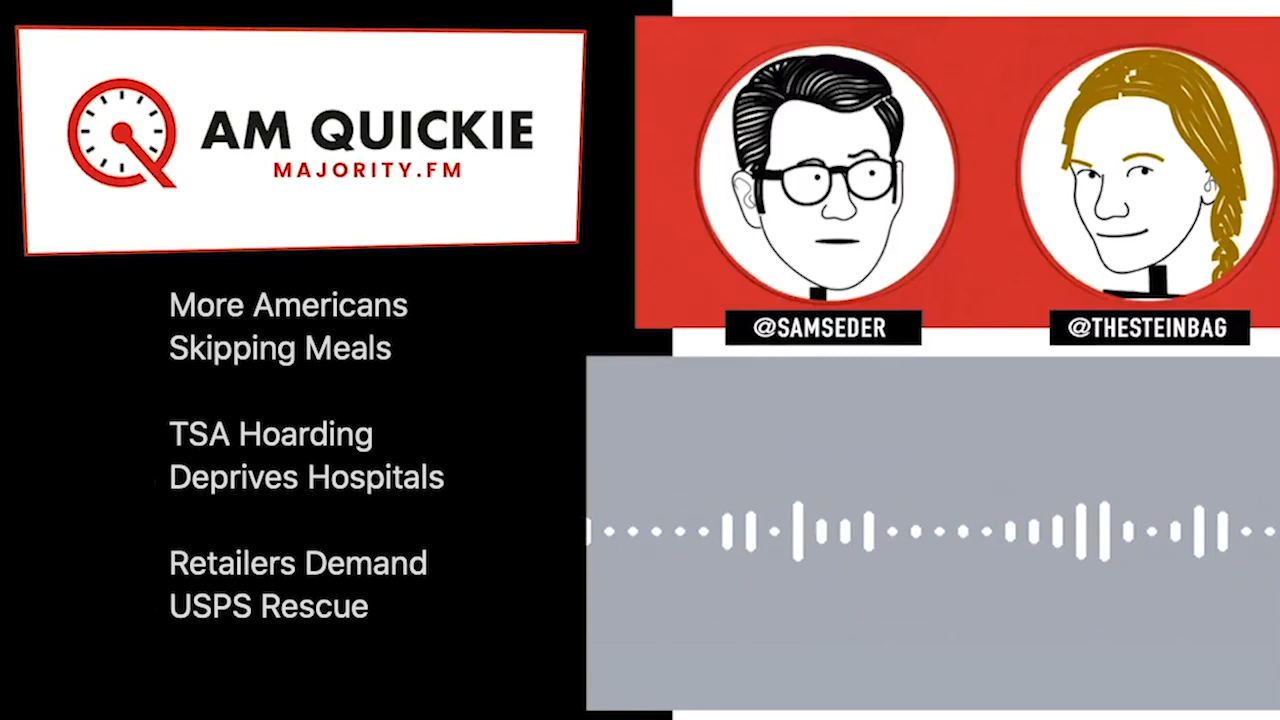 AM QUICKIE
MAJORITY.FM
@SAMSEDER
@THESTEINBAG
More Americans
Skipping Meals
TSA Hoarding
Deprives Hospitals
Retailers Demand
USPS Rescue